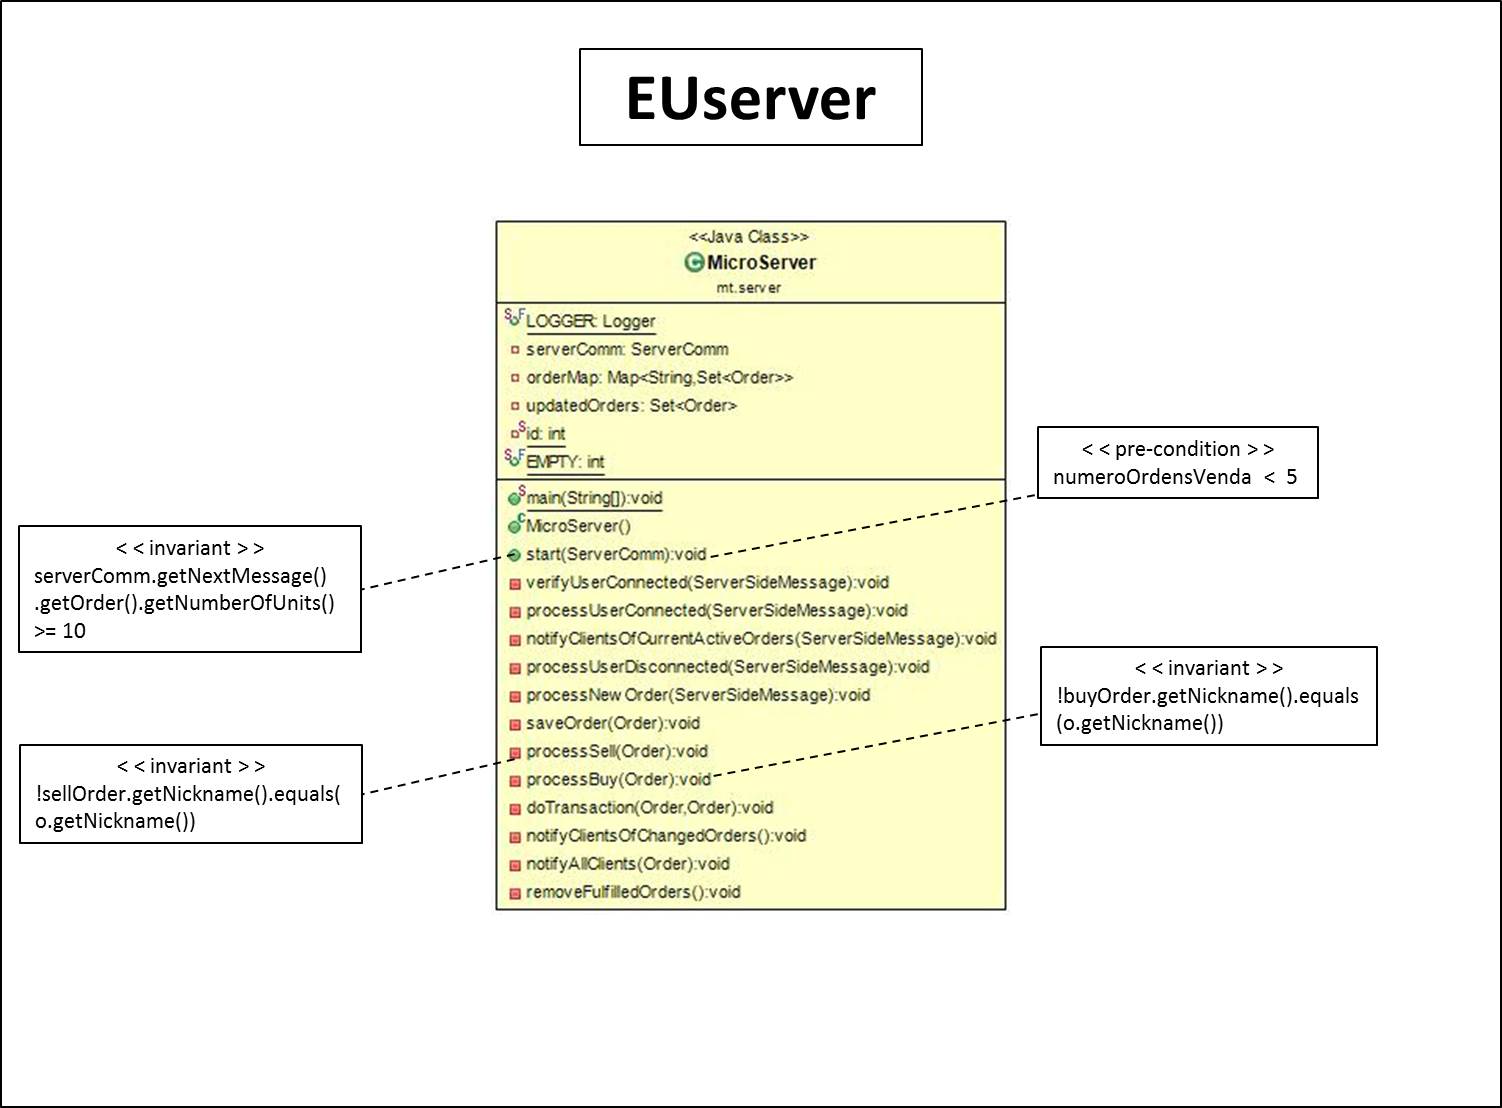 EUserver
<<Java Class>>
MicroServer
mt.server
LOGGER: Logger
serverComm: ServerComm
orderMap: Map<String,Set<Order>>
updatedOrders: Set<Order>
id: int
EMPTY: int
main(String[]):void
MicroServer()
start(ServerComm):void
verifyUserConnected(ServerSideMessage):void
processUserConnected(ServerSideMessage):void
notifyClientsOfCurrentActiveOrders(ServerSideMessage):void
processUserDisconnected(ServerSideMessage):void
processNewOrder(ServerSideMessage):void
saveOrder(Order):void
processSell(Order):void
processBuy(Order):void
doTransaction(Order,Order):void
notifyClientsOfChangedOrders():void
notifyAllClients(Order):void
removeFulfilledOrders():void
< < invariant > >
serverComm.getNextMessage()
.getOrder().getNumberOfUnits()
>= 10
< < invariant > >
!sellOrder.getNickname().equals(
o.getNickname())
< < pre-condition > >
numeroOrdensVenda < 5
< < invariant > >
!buyOrder.getNickname().equals
(o.getNickname())